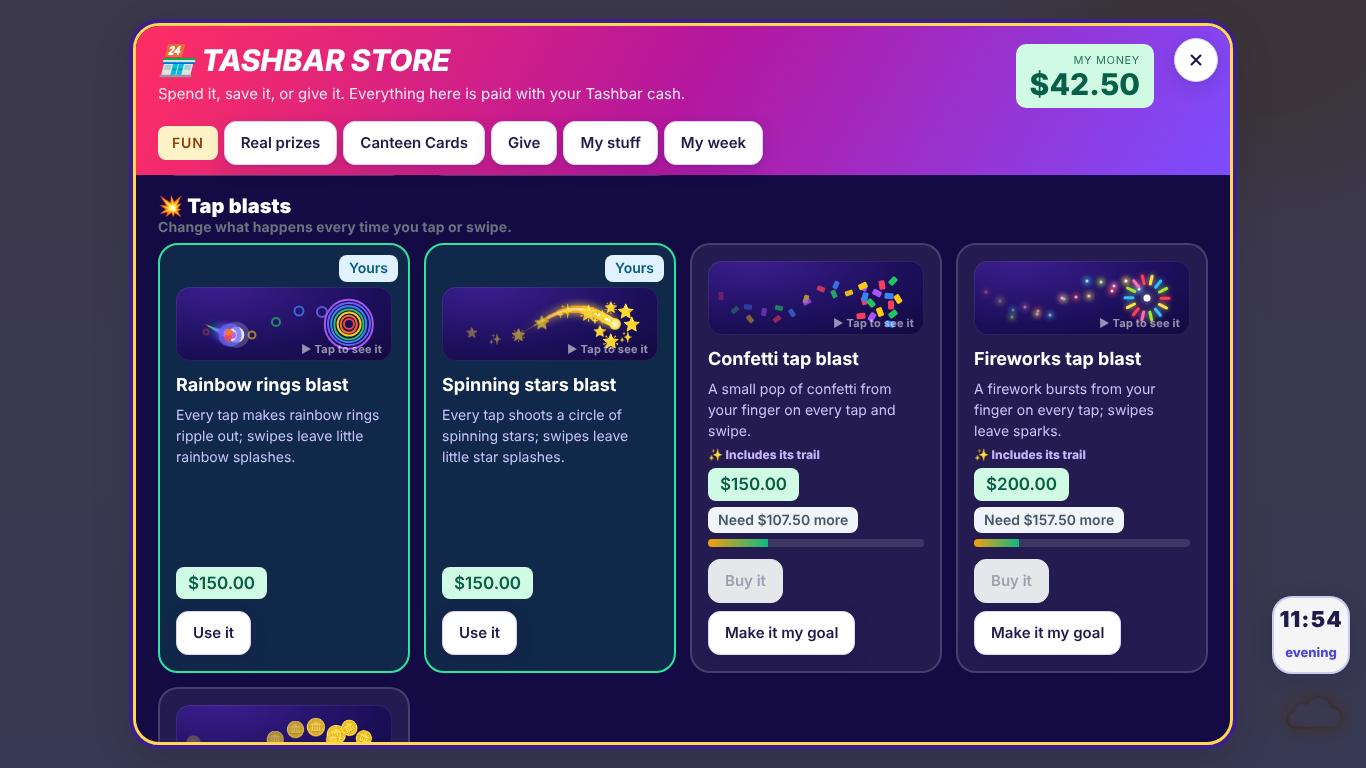 24
TASHBAR STORE
Spend it, save it, or give it. Everything here is paid with your Tashbar cash.
MY MONEY
$42.50
✕
FUN
Real prizes
Canteen Cards
Give
My stuff
My week
💥 Tap blasts
Change what happens every time you tap or swipe.
Yours
▶ Tap to see it
Rainbow rings blast
Every tap makes rainbow rings
ripple out; swipes leave little
rainbow splashes.
$150.00
Use it
Yours
▶ Tap to see it
Spinning stars blast
Every tap shoots a circle of
spinning stars; swipes leave
little star splashes.
$150.00
Use it
▶ Tap to see it
Confetti tap blast
A small pop of confetti from
your finger on every tap and
swipe.
✨ Includes its trail
$150.00
Need $107.50 more
Buy it
Make it my goal
▶ Tap to see it
Fireworks tap blast
A firework bursts from your
finger on every tap; swipes
leave sparks.
✨ Includes its trail
$200.00
Need $157.50 more
Buy it
Make it my goal
11:54
evening